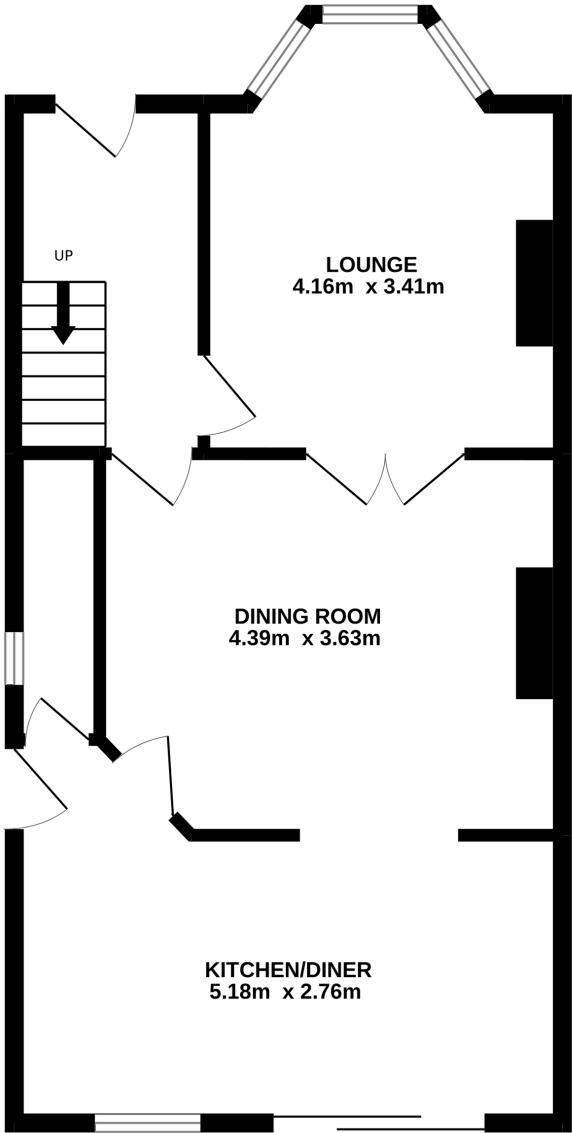 UP
LOUNGE
4.16m x 3.41m
DINING ROOM
4.39m x 3.63m
KITCHEN/DINER
5.18m x 2.76m